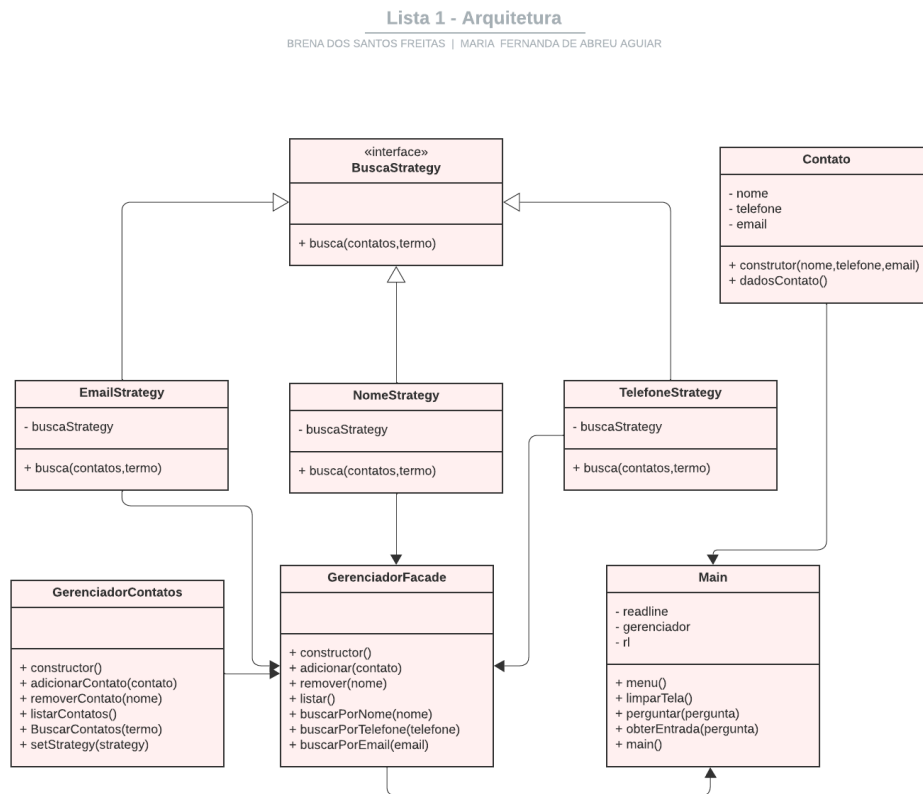 Lista 1 - Arquitetura
BRENA DOS SANTOS FREITAS | MARIA FERNANDA DE ABREU AGUIAR
«interface»
BuscaStrategy
+ busca(contatos,termo)
Contato
- nome
- telefone
- email
+ construtor(nome,telefone,email)
+ dadosContato()
EmailStrategy
- buscaStrategy
+ busca(contatos,termo)
NomeStrategy
- buscaStrategy
+ busca(contatos,termo)
TelefoneStrategy
- buscaStrategy
+ busca(contatos,termo)
GerenciadorContatos
+ constructor()
+ adicionarContato(contato)
+ removerContato(nome)
+ listarContatos()
+ BuscarContatos(termo)
+ setStrategy(strategy)
GerenciadorFacade
+ constructor()
+ adicionar(contato)
+ remover(nome)
+ listar()
+ buscarPorNome(nome)
+ buscarPorTelefone(telefone)
+ buscarPorEmail(email)
Main
- readline
- gerenciador
- rl
+ menu()
+ limparTela()
+ perguntar(pergunta)
+ obterEntrada(pergunta)
+ main()